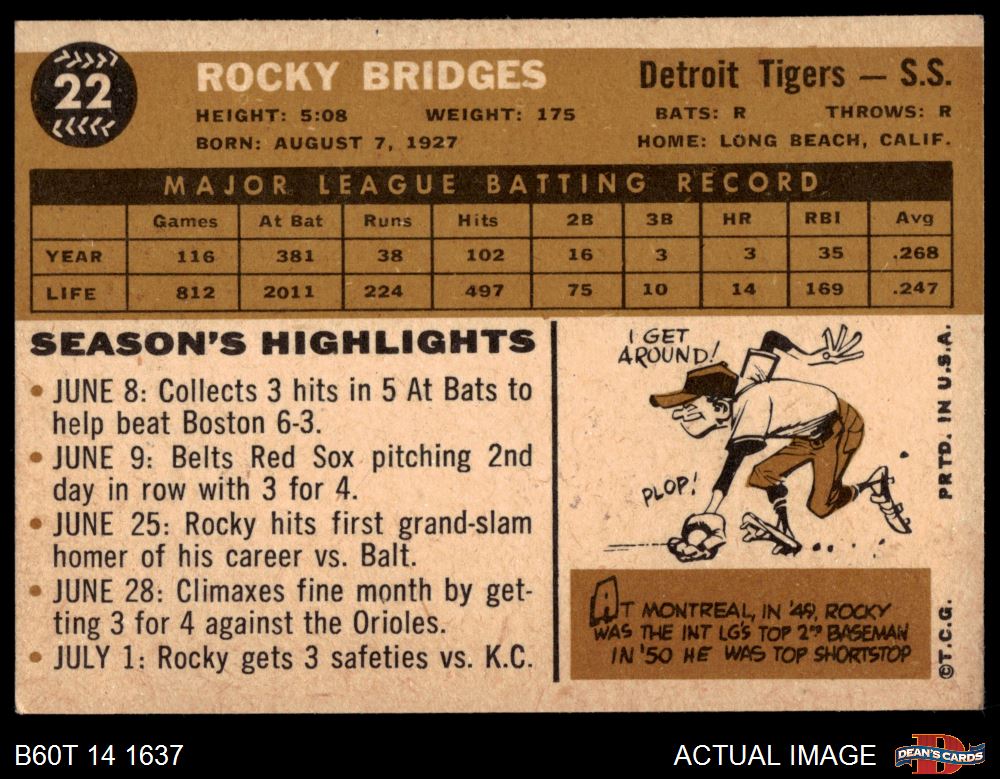 22
ROCKY BRIDGES
Detroit Tigers — S.S.
HEIGHT: 5:08 WEIGHT: 175 BATS: R THROWS: R
BORN: AUGUST 7, 1927 HOME: LONG BEACH, CALIF.
MAJOR LEAGUE BATTING RECORD
Games At Bat Runs Hits 2B 3B HR RBI Avg
YEAR 116 381 38 102 16 3 3 35 .268
LIFE 812 2011 224 497 75 10 14 169 .247
SEASON'S HIGHLIGHTS
• JUNE 8: Collects 3 hits in 5 At Bats to
help beat Boston 6-3.
• JUNE 9: Belts Red Sox pitching 2nd
day in row with 3 for 4.
• JUNE 25: Rocky hits first grand-slam
homer of his career vs. Balt.
• JUNE 28: Climaxes fine month by get-
ting 3 for 4 against the Orioles.
• JULY 1: Rocky gets 3 safeties vs. K.C.
I GET
AROUND!
PLOP!
AT MONTREAL, IN '49, ROCKY
WAS THE INT LG'S TOP 2ND BASEMAN
IN '50 HE WAS TOP SHORTSTOP
©T.C.G. PRTD. IN U.S.A.
B60T 14 1637
ACTUAL IMAGE
DEAN'S CARDS